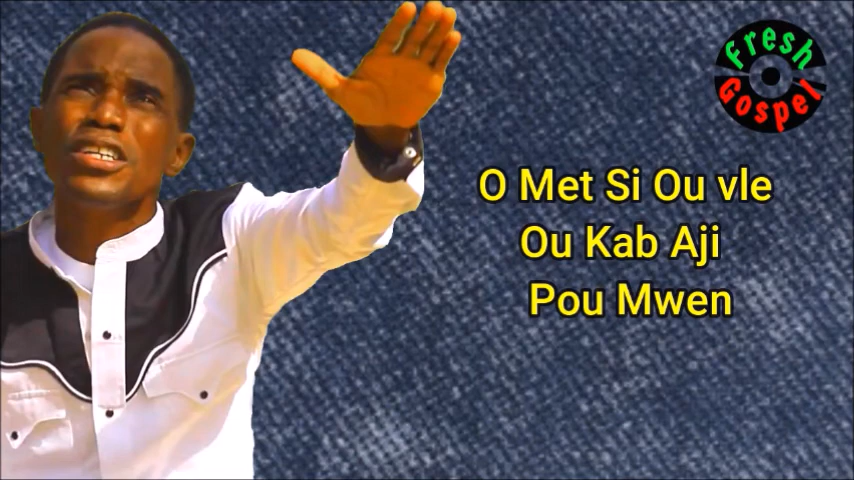 Fresh
Gospel
O Met Si Ou vle
Ou Kab Aji
Pou Mwen